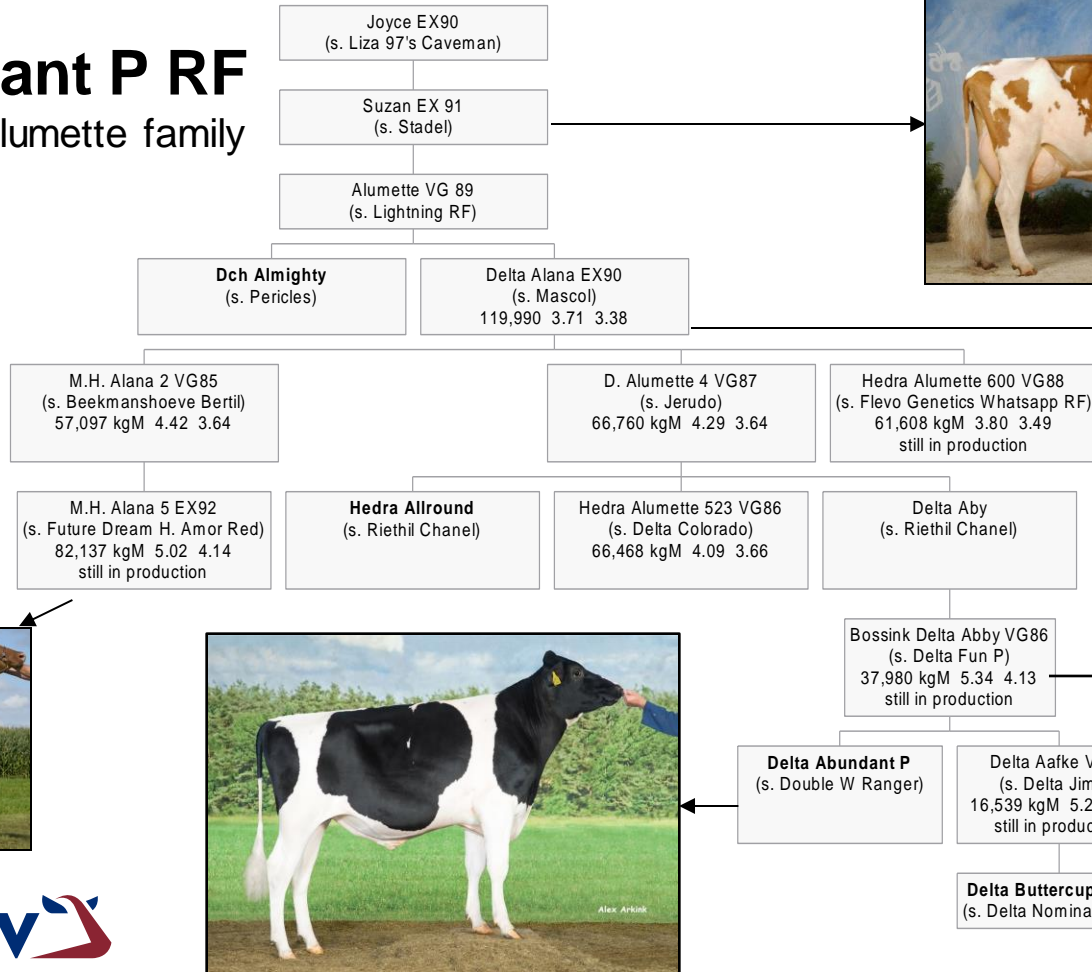 ant P RF
lumette family
Joyce EX90
(s. Liza 97's Caveman)
Suzan EX 91
(s. Stadel)
Alumette VG 89
(s. Lightning RF)
Dch Almighty
(s. Pericles)
Delta Alana EX90
(s. Mascol)
119,990 3.71 3.38
M.H. Alana 2 VG85
(s. Beekmanshoeve Bertil)
57,097 kgM 4.42 3.64
D. Alumette 4 VG87
(s. Jerudo)
66,760 kgM 4.29 3.64
Hedra Alumette 600 VG88
(s. Flevo Genetics Whatsapp RF)
61,608 kgM 3.80 3.49
still in production
M.H. Alana 5 EX92
(s. Future Dream H. Amor Red)
82,137 kgM 5.02 4.14
still in production
Hedra Allround
(s. Riethil Chanel)
Hedra Alumette 523 VG86
(s. Delta Colorado)
66,468 kgM 4.09 3.66
Delta Aby
(s. Riethil Chanel)
Bossink Delta Abby VG86
(s. Delta Fun P)
37,980 kgM 5.34 4.13
still in production
Delta Abundant P
(s. Double W Ranger)
Delta Aafke V
(s. Delta Jim
16,539 kgM 5.2
still in produc
Delta Buttercup
(s. Delta Nomina
Alex Arkink
V